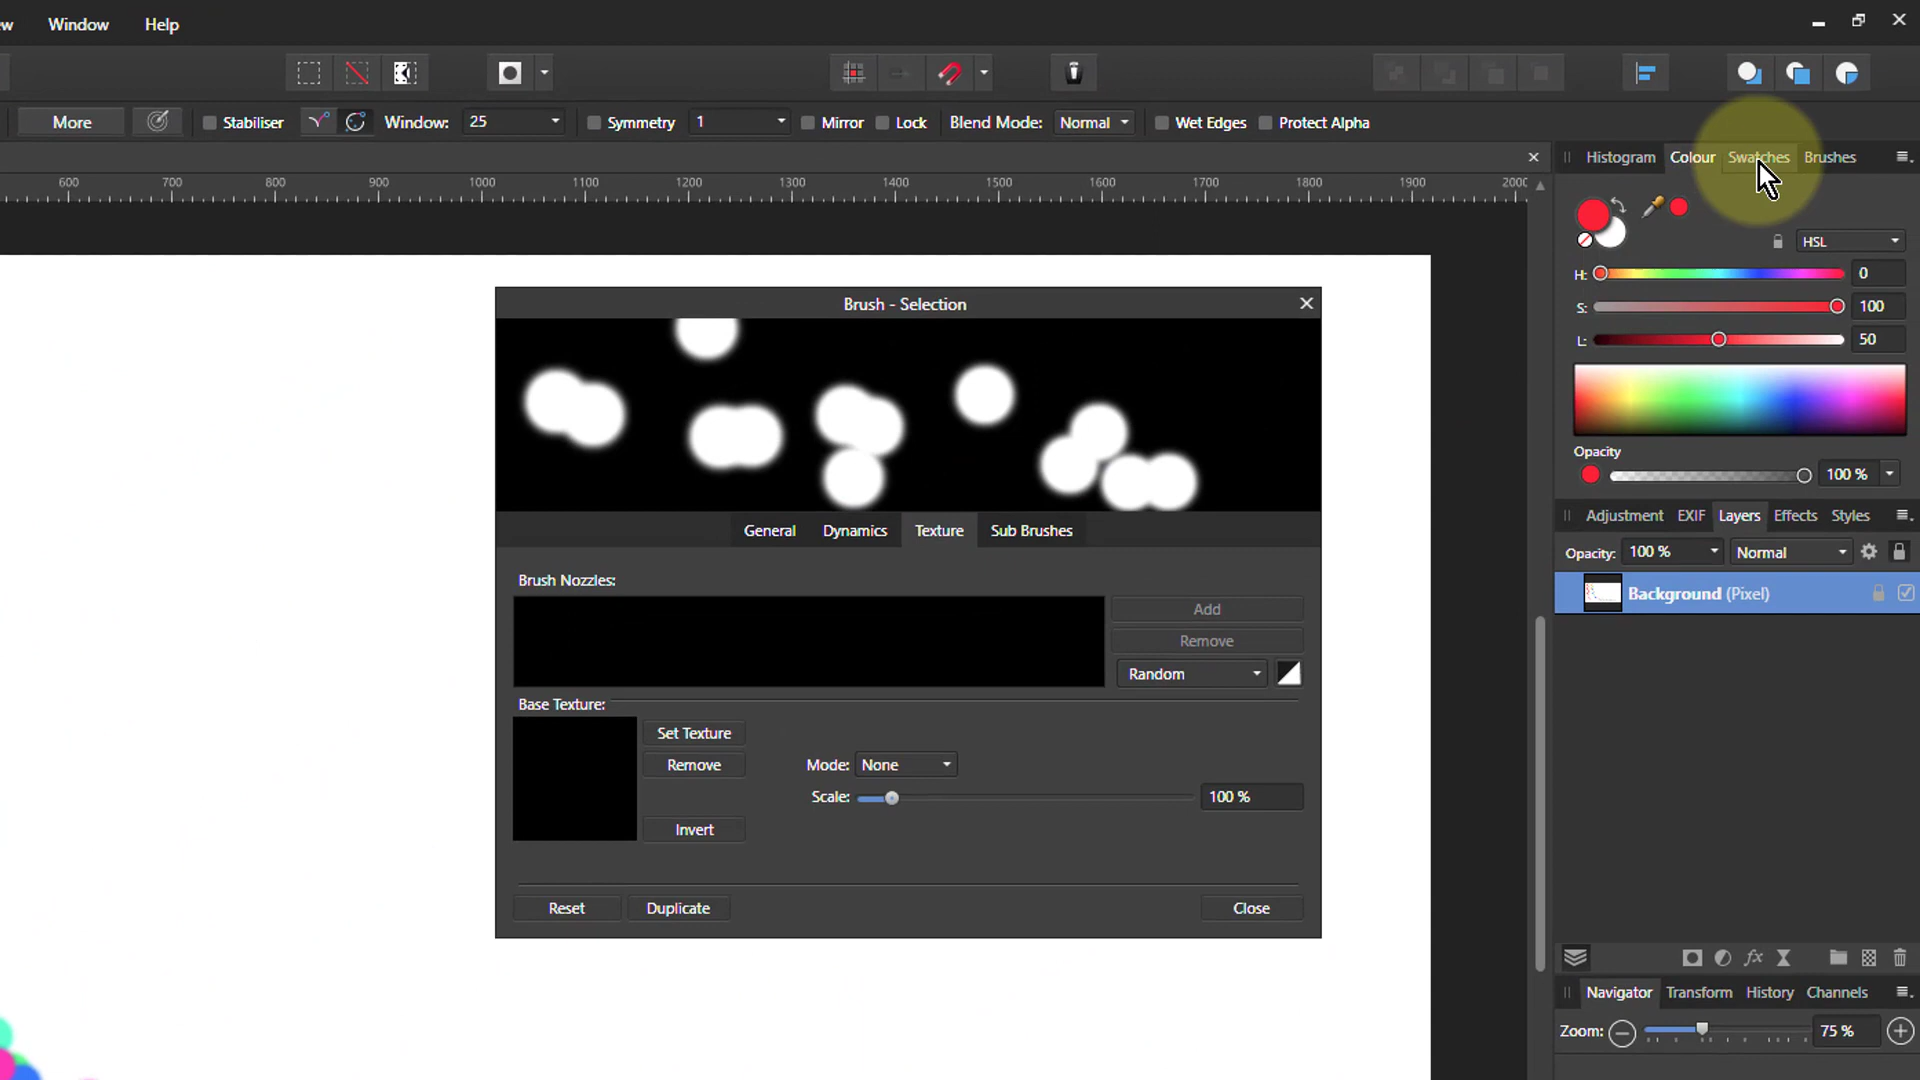 Window Help
More Stabiliser Window: 25 Symmetry 1 Mirror Lock Blend Mode: Normal Wet Edges Protect Alpha
Histogram Colour Swatches Brushes
600 700 800 900 1000 1100 1200 1300 1400 1500 1600 1700 1800 1900
HSL
H: 0
S: 100
L: 50
Opacity
100 %
Adjustment EXIF Layers Effects Styles
Opacity: 100 % Normal
Background (Pixel)
Brush - Selection
General Dynamics Texture Sub Brushes
Brush Nozzles:
Add
Remove
Random
Base Texture:
Set Texture
Remove
Mode: None
Scale: 100 %
Invert
Reset Duplicate Close
fx
Navigator Transform History Channels
Zoom: 75 %